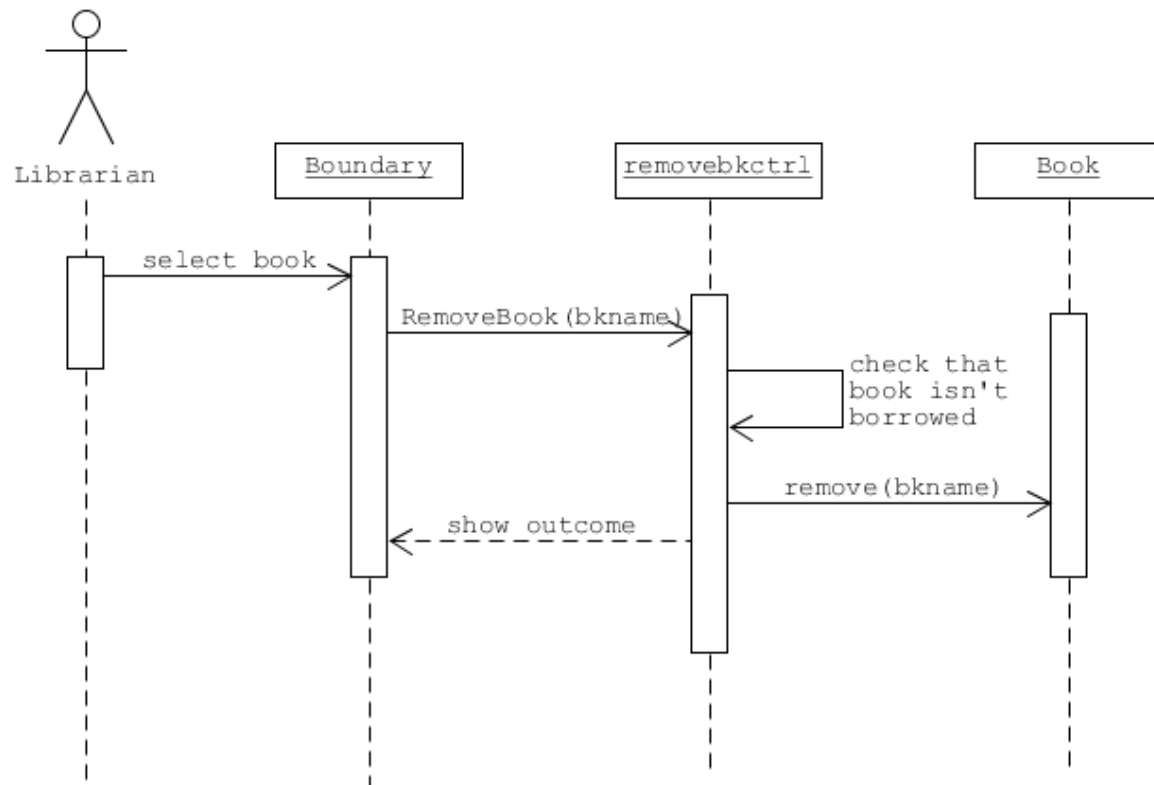 Librarian
Boundary
removebkctrl
Book
select book
RemoveBook(bkname)
check that
book isn't
borrowed
remove(bkname)
show outcome